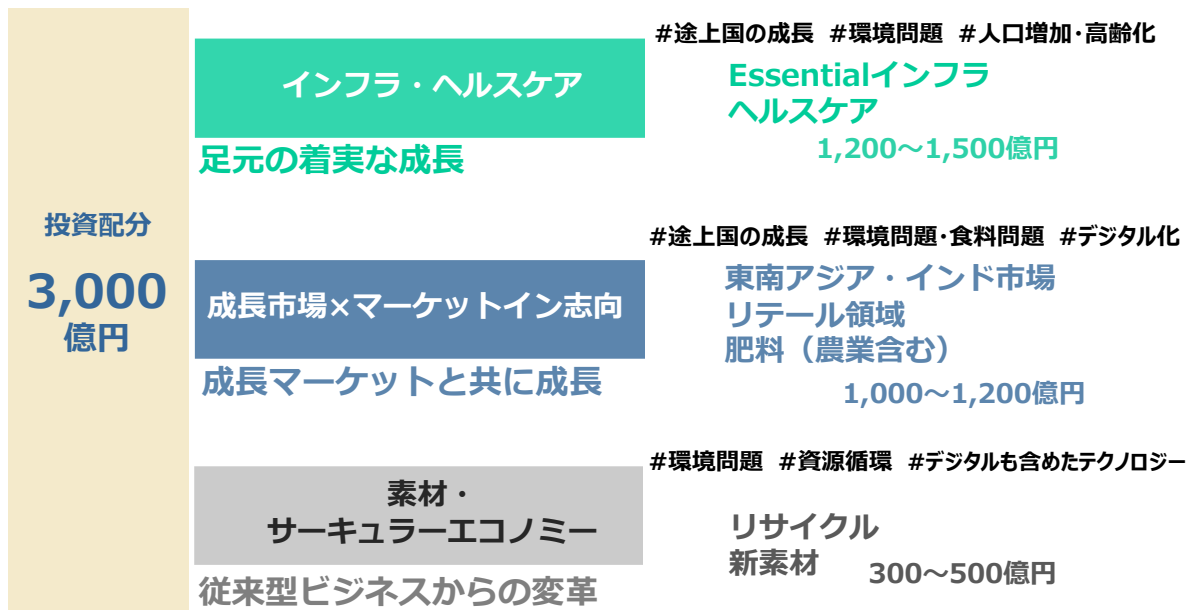 投資配分
3,000
億円
#途上国の成長 #環境問題 #人口増加・高齢化
インフラ・ヘルスケア
Essentialインフラ
ヘルスケア
1,200～1,500億円
足元の着実な成長
#途上国の成長 #環境問題・食料問題 #デジタル化
成長市場×マーケットイン志向
東南アジア・インド市場
リテール領域
肥料（農業含む）
1,000～1,200億円
成長マーケットと共に成長
#環境問題 #資源循環 #デジタルも含めたテクノロジー
素材・
サーキュラーエコノミー
リサイクル
新素材
300～500億円
従来型ビジネスからの変革